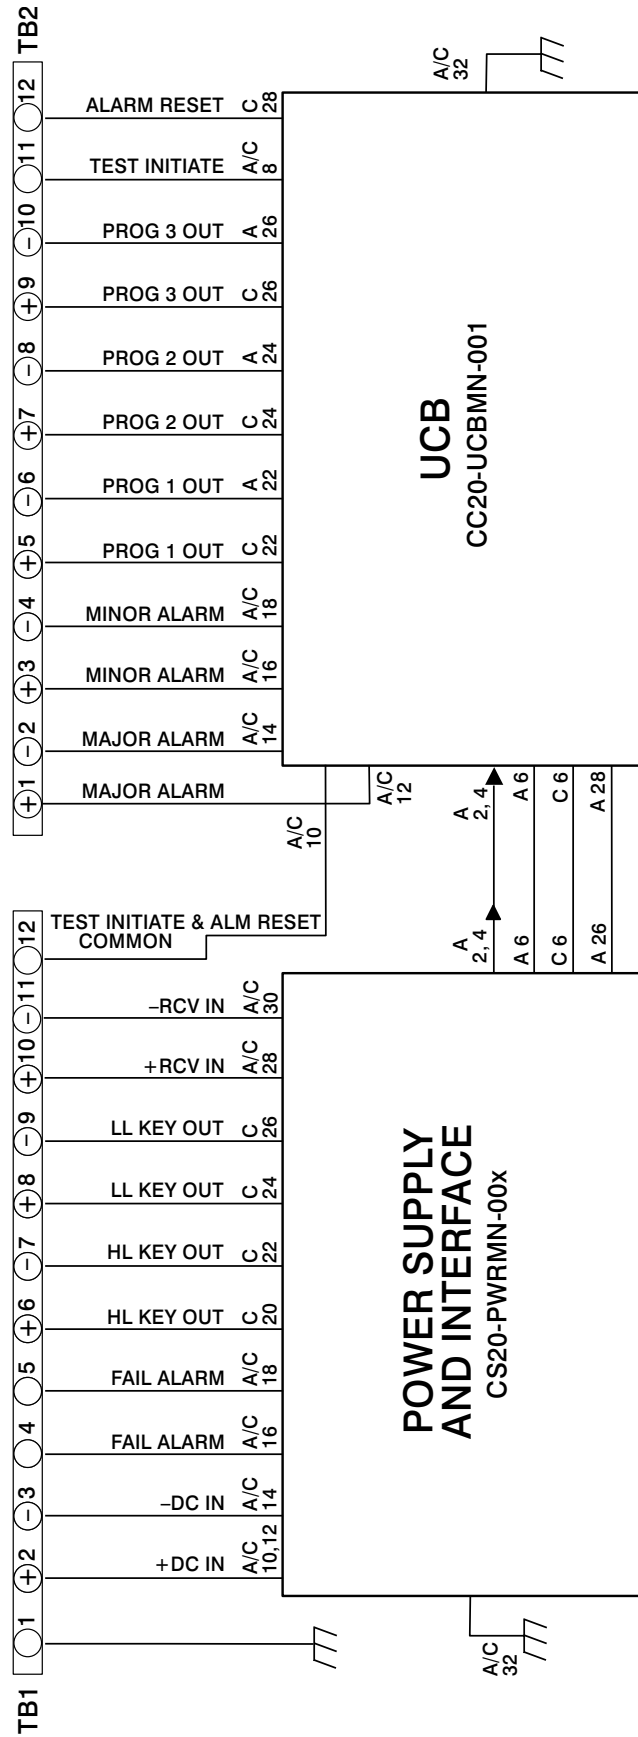 TB2
+ 1
− 2
+ 3
− 4
+ 5
− 6
+ 7
− 8
+ 9
− 10
11
12
MAJOR ALARM
A/C
12
MAJOR ALARM
A/C
14
MINOR ALARM
A/C
16
MINOR ALARM
A/C
18
PROG 1 OUT
C
22
PROG 1 OUT
A
22
PROG 2 OUT
C
24
PROG 2 OUT
A
24
PROG 3 OUT
C
26
PROG 3 OUT
A
26
TEST INITIATE
A/C
8
ALARM RESET
C
28
A/C
32
UCB
CC20-UCBMN-001
A/C
10
A
2, 4
A 6
C 6
A 28
TB1
1
+ 2
− 3
4
5
+ 6
− 7
+ 8
− 9
+ 10
− 11
12
+DC IN
A/C
10,12
−DC IN
A/C
14
FAIL ALARM
A/C
16
FAIL ALARM
A/C
18
HL KEY OUT
C
20
HL KEY OUT
C
22
LL KEY OUT
C
24
LL KEY OUT
C
26
+RCV IN
A/C
28
−RCV IN
A/C
30
TEST INITIATE & ALM RESET
COMMON
A
2, 4
A 6
C 6
A 26
POWER SUPPLY
AND INTERFACE
CS20-PWRMN-00x
A/C
32